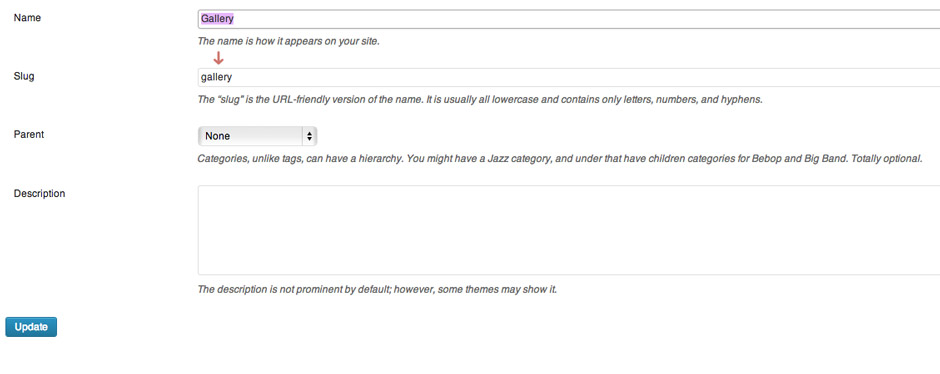 Name
Gallery
The name is how it appears on your site.
Slug
gallery
The “slug” is the URL-friendly version of the name. It is usually all lowercase and contains only letters, numbers, and hyphens.
Parent
None
Categories, unlike tags, can have a hierarchy. You might have a Jazz category, and under that have children categories for Bebop and Big Band. Totally optional.
Description
The description is not prominent by default; however, some themes may show it.
Update